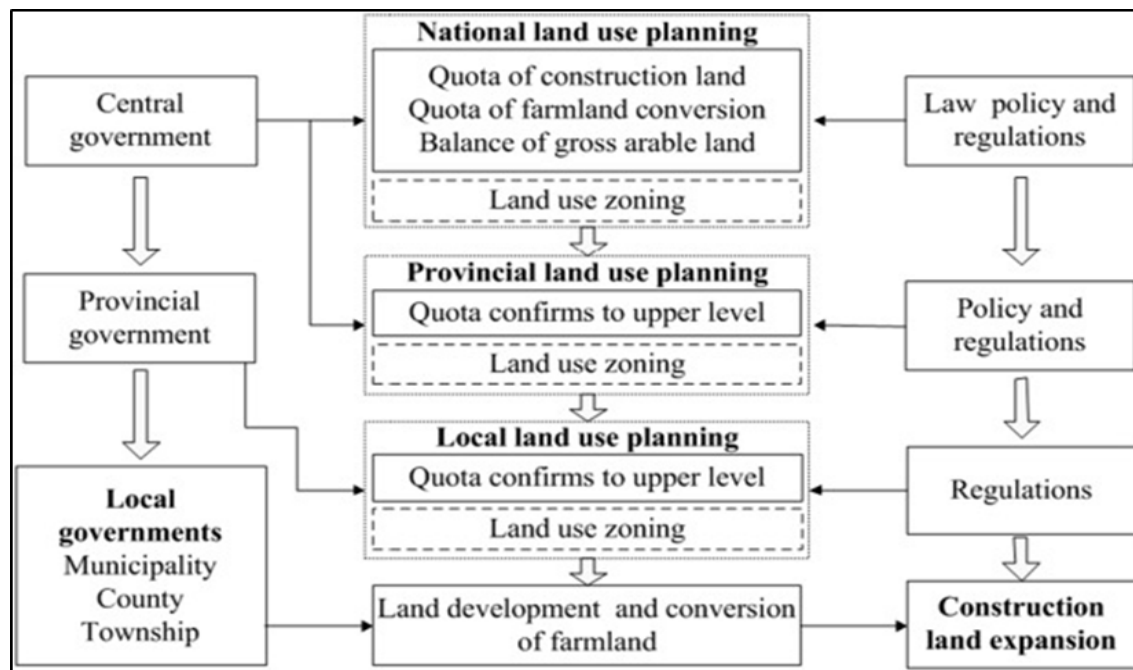 National land use planning
Central
government
Quota of construction land
Quota of farmland conversion
Balance of gross arable land
Land use zoning
Law policy and
regulations
Provincial
government
Provincial land use planning
Quota confirms to upper level
Land use zoning
Policy and
regulations
Local
governments
Municipality
County
Township
Local land use planning
Quota confirms to upper level
Land use zoning
Regulations
Land development and conversion
of farmland
Construction
land expansion